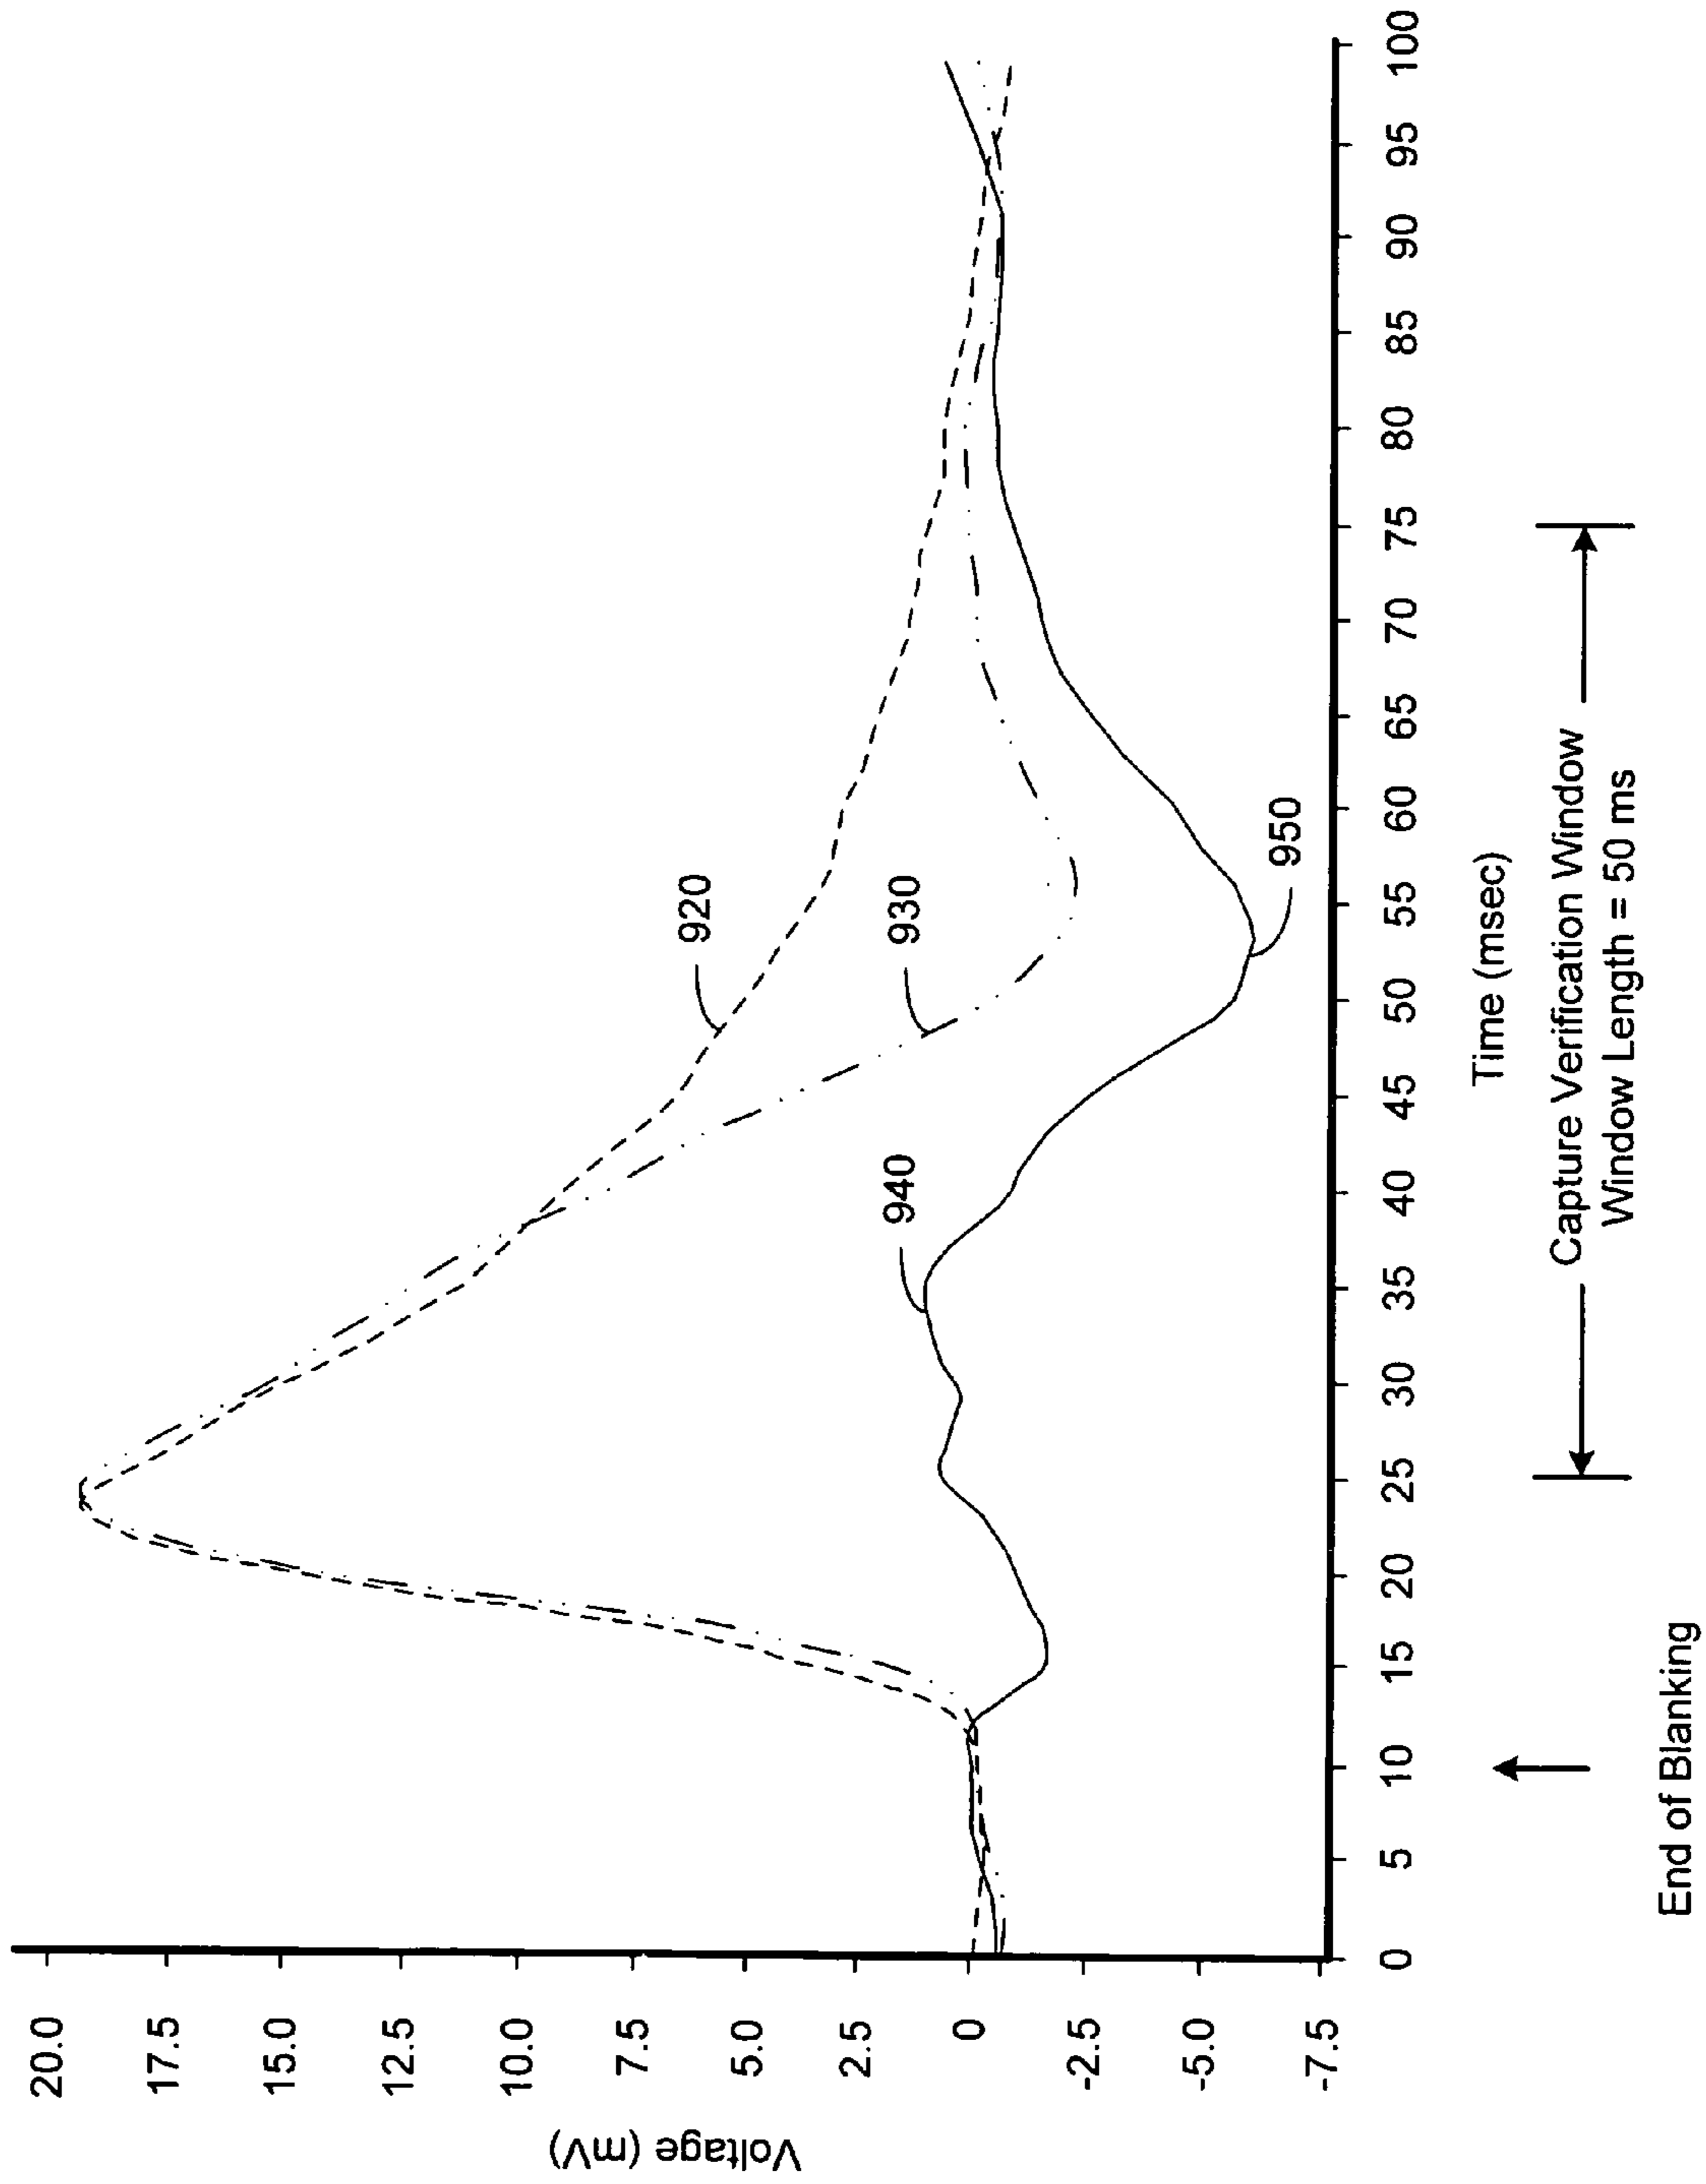 Voltage (mV)
20.0
17.5
15.0
12.5
10.0
7.5
5.0
2.5
0
-2.5
-5.0
-7.5
920
930
940
950
0 5 10 15 20 25 30 35 40 45 50 55 60 65 70 75 80 85 90 95 100
Time (msec)
End of Blanking
Capture Verification Window
Window Length = 50 ms